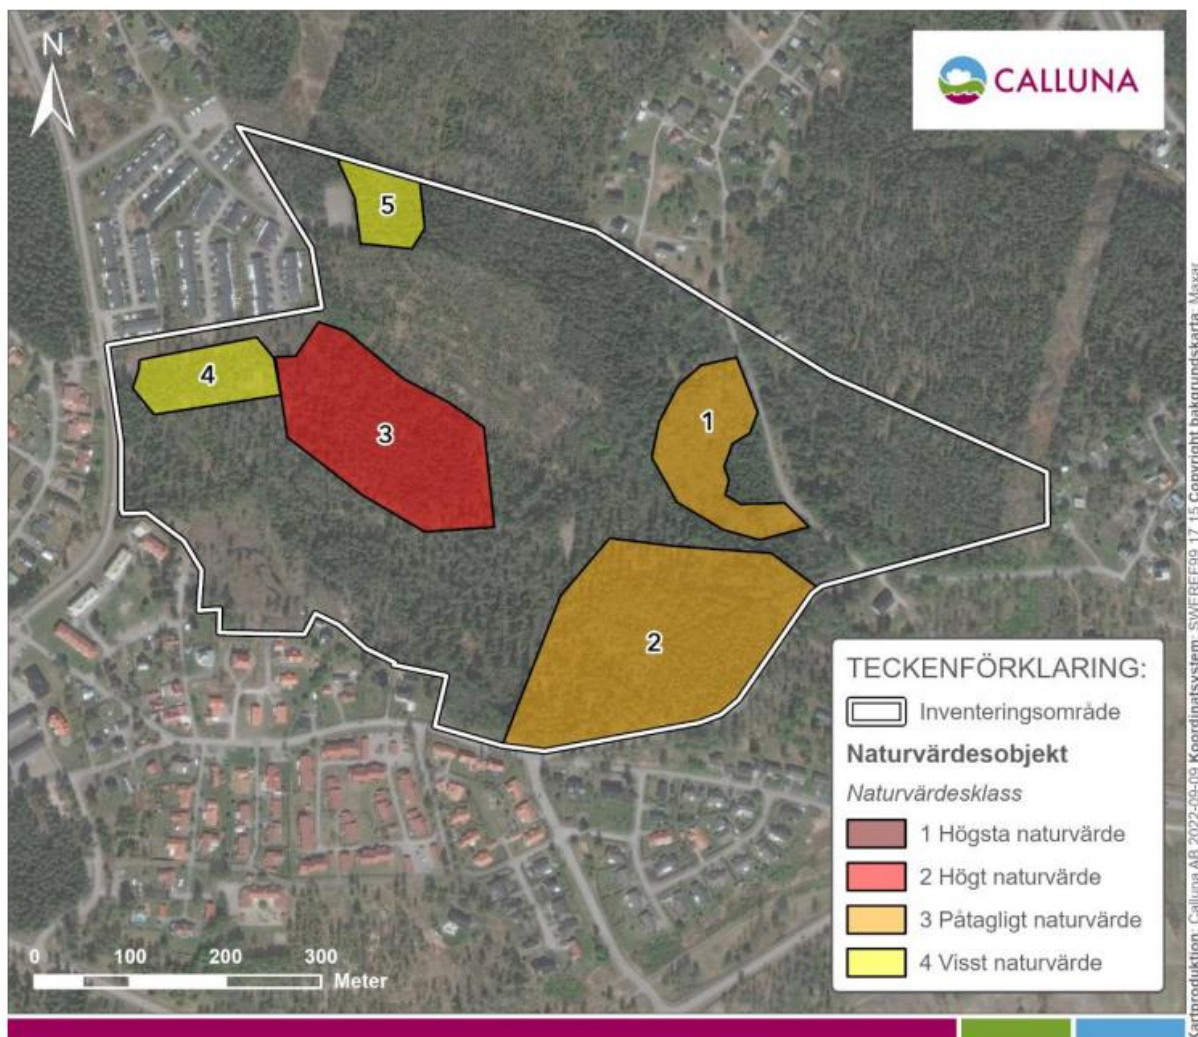 N
CALLUNA
5
4
3
1
2
TECKENFÖRKLARING:
Inventeringsområde
Naturvärdesobjekt
Naturvärdesklass
1 Högsta naturvärde
2 Högt naturvärde
3 Påtagligt naturvärde
4 Visst naturvärde
0 100 200 300
Meter
Kartproduktion: Calluna AB 2022-09-09 Koordinatsystem: SWEREF99 17 15 Copyright bakgrundskarta: Maxar